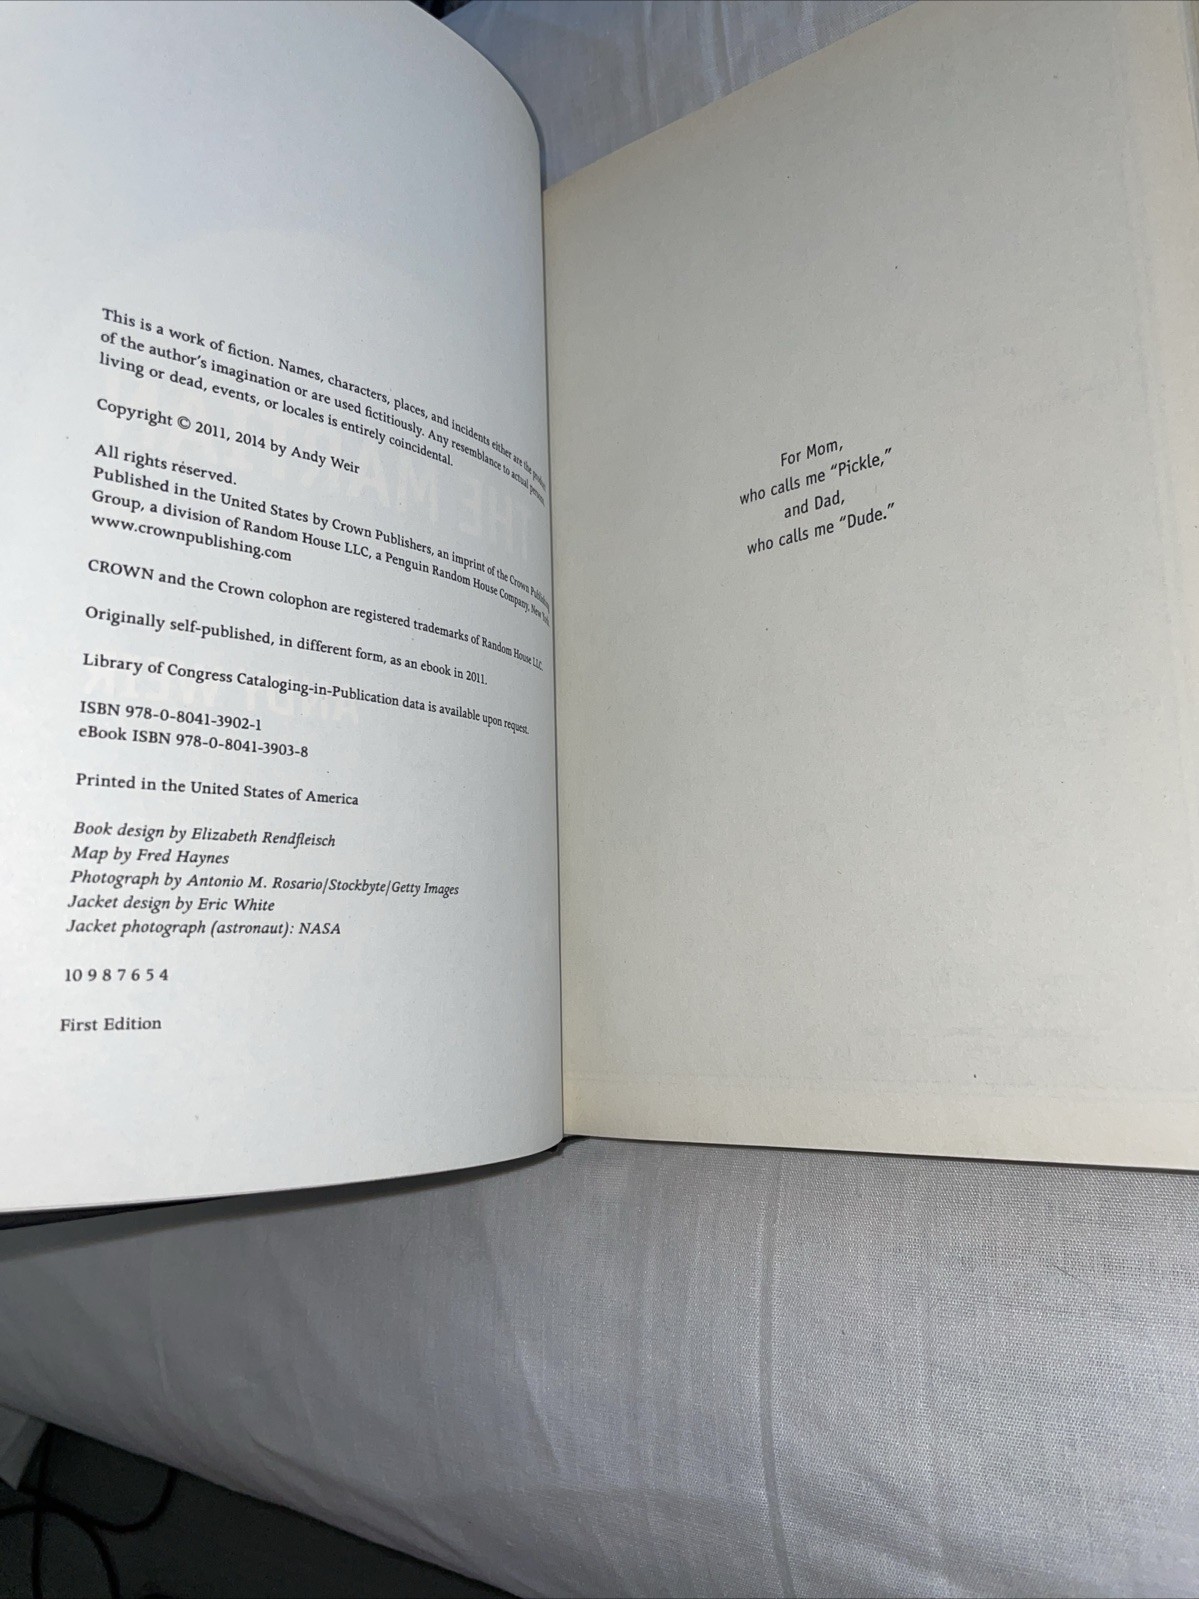 This is a work of fiction. Names, characters, places, and incidents either are the product
of the author's imagination or are used fictitiously. Any resemblance to actual persons,
living or dead, events, or locales is entirely coincidental.
Copyright © 2011, 2014 by Andy Weir
All rights reserved.
Published in the United States by Crown Publishers, an imprint of the Crown Publishing
Group, a division of Random House LLC, a Penguin Random House Company, New York.
www.crownpublishing.com
CROWN and the Crown colophon are registered trademarks of Random House LLC.
Originally self-published, in different form, as an ebook in 2011.
Library of Congress Cataloging-in-Publication data is available upon request.
ISBN 978-0-8041-3902-1
eBook ISBN 978-0-8041-3903-8
Printed in the United States of America
Book design by Elizabeth Rendfleisch
Map by Fred Haynes
Photograph by Antonio M. Rosario/Stockbyte/Getty Images
Jacket design by Eric White
Jacket photograph (astronaut): NASA
10 9 8 7 6 5 4
First Edition
For Mom,
who calls me “Pickle,”
and Dad,
who calls me “Dude.”